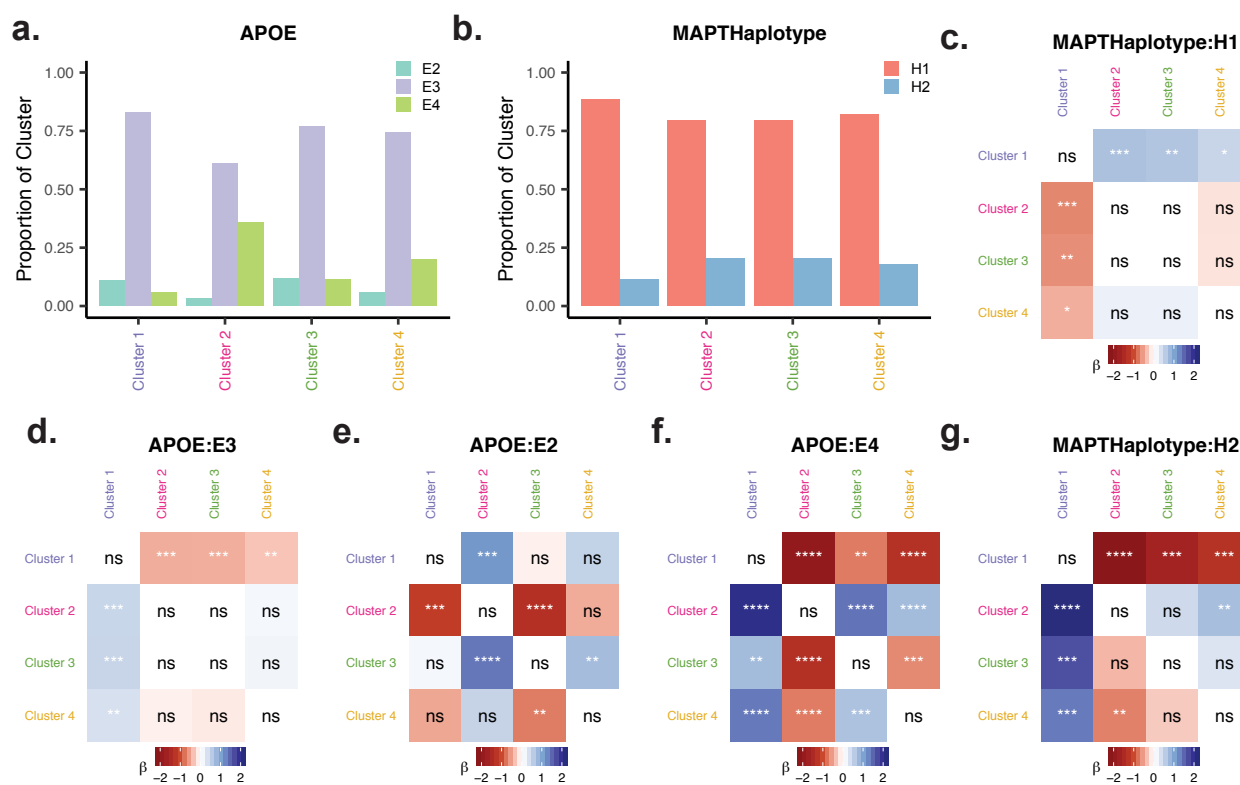 a.
APOE
E2
E3
E4
Proportion of Cluster
1.00
0.75
0.50
0.25
0.00
Cluster 1
Cluster 2
Cluster 3
Cluster 4
b.
MAPTHaplotype
H1
H2
Proportion of Cluster
1.00
0.75
0.50
0.25
0.00
Cluster 1
Cluster 2
Cluster 3
Cluster 4
c.
MAPTHaplotype:H1
Cluster 1 Cluster 2 Cluster 3 Cluster 4
Cluster 1 ns *** ** *
Cluster 2 *** ns ns ns
Cluster 3 ** ns ns ns
Cluster 4 * ns ns ns
β −2 −1 0 1 2
d.
APOE:E3
Cluster 1 Cluster 2 Cluster 3 Cluster 4
Cluster 1 ns *** *** **
Cluster 2 *** ns ns ns
Cluster 3 *** ns ns ns
Cluster 4 ** ns ns ns
β −2 −1 0 1 2
e.
APOE:E2
Cluster 1 Cluster 2 Cluster 3 Cluster 4
ns *** ns ns
Cluster 1
Cluster 2 *** ns **** ns
Cluster 3 ns **** ns **
Cluster 4 ns ns ** ns
β −2 −1 0 1 2
f.
APOE:E4
Cluster 1 Cluster 2 Cluster 3 Cluster 4
Cluster 1 ns **** ** ****
Cluster 2 **** ns **** ****
Cluster 3 ** **** ns ***
Cluster 4 **** **** *** ns
β −2 −1 0 1 2
g.
MAPTHaplotype:H2
Cluster 1 Cluster 2 Cluster 3 Cluster 4
Cluster 1 ns **** *** ***
Cluster 2 **** ns ns **
Cluster 3 *** ns ns ns
Cluster 4 *** ** ns ns
β −2 −1 0 1 2